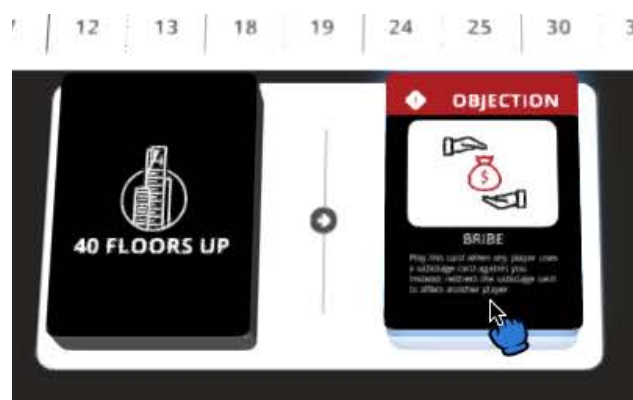 12 13 18 19 24 25 30
40 FLOORS UP
OBJECTION
$
BRIBE
Play this card when any player uses
a sabotage card against you
Instead, redirect the sabotage card
to affect another player